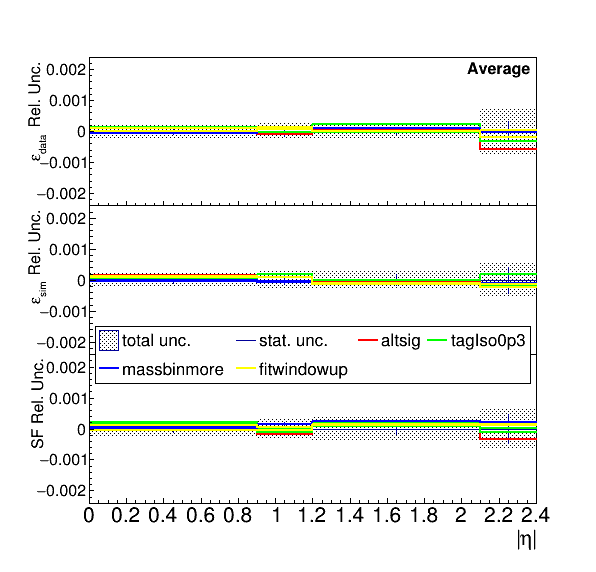 Average
ε_data Rel. Unc.
0.002
0.001
0
−0.001
−0.002
ε_sim Rel. Unc.
0.002
0.001
0
−0.001
−0.002
total unc. stat. unc. altsig tagIso0p3
massbinmore fitwindowup
SF Rel. Unc.
0.002
0.001
0
−0.001
−0.002
0 0.2 0.4 0.6 0.8 1 1.2 1.4 1.6 1.8 2 2.2 2.4
|η|